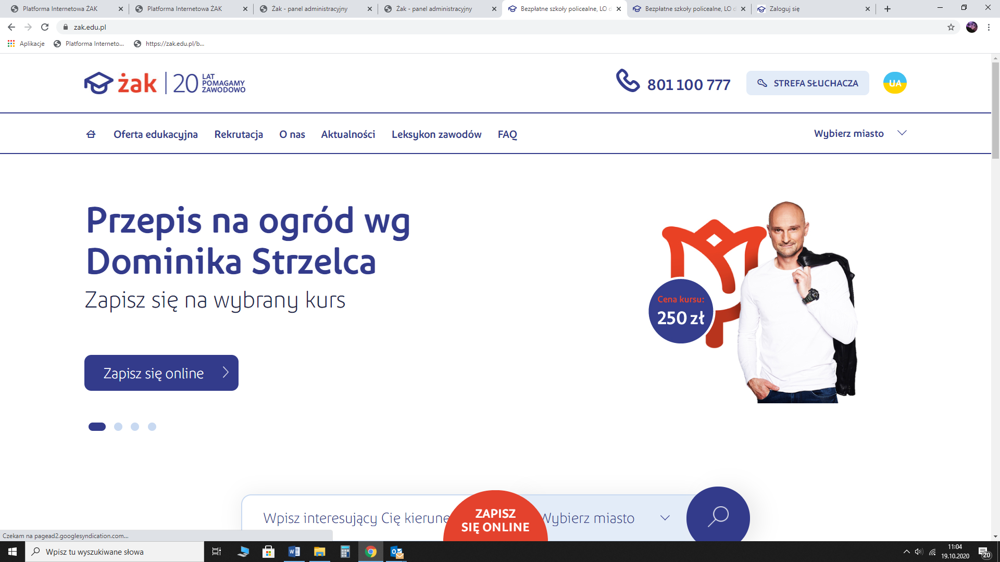 Platforma Internetowa ŻAK
Platforma Internetowa ŻAK
Żak - panel administracyjny
Żak - panel administracyjny
Bezpłatne szkoły policealne, LO d
Bezpłatne szkoły policealne, LO d
Zaloguj się
zak.edu.pl
Aplikacje
Platforma Interneto...
https://zak.edu.pl/b...
żak
20
LAT
POMAGAMY
ZAWODOWO
801 100 777
STREFA SŁUCHACZA
UA
Oferta edukacyjna
Rekrutacja
O nas
Aktualności
Leksykon zawodów
FAQ
Wybierz miasto
Przepis na ogród wg
Dominika Strzelca
Zapisz się na wybrany kurs
Cena kursu:
250 zł
Zapisz się online
Wpisz interesujący Cię kierune
ZAPISZ
SIĘ ONLINE
Wybierz miasto
Czekam na pagead2.googlesyndication.com...
Wpisz tu wyszukiwane słowa
11:04
19.10.2020
20